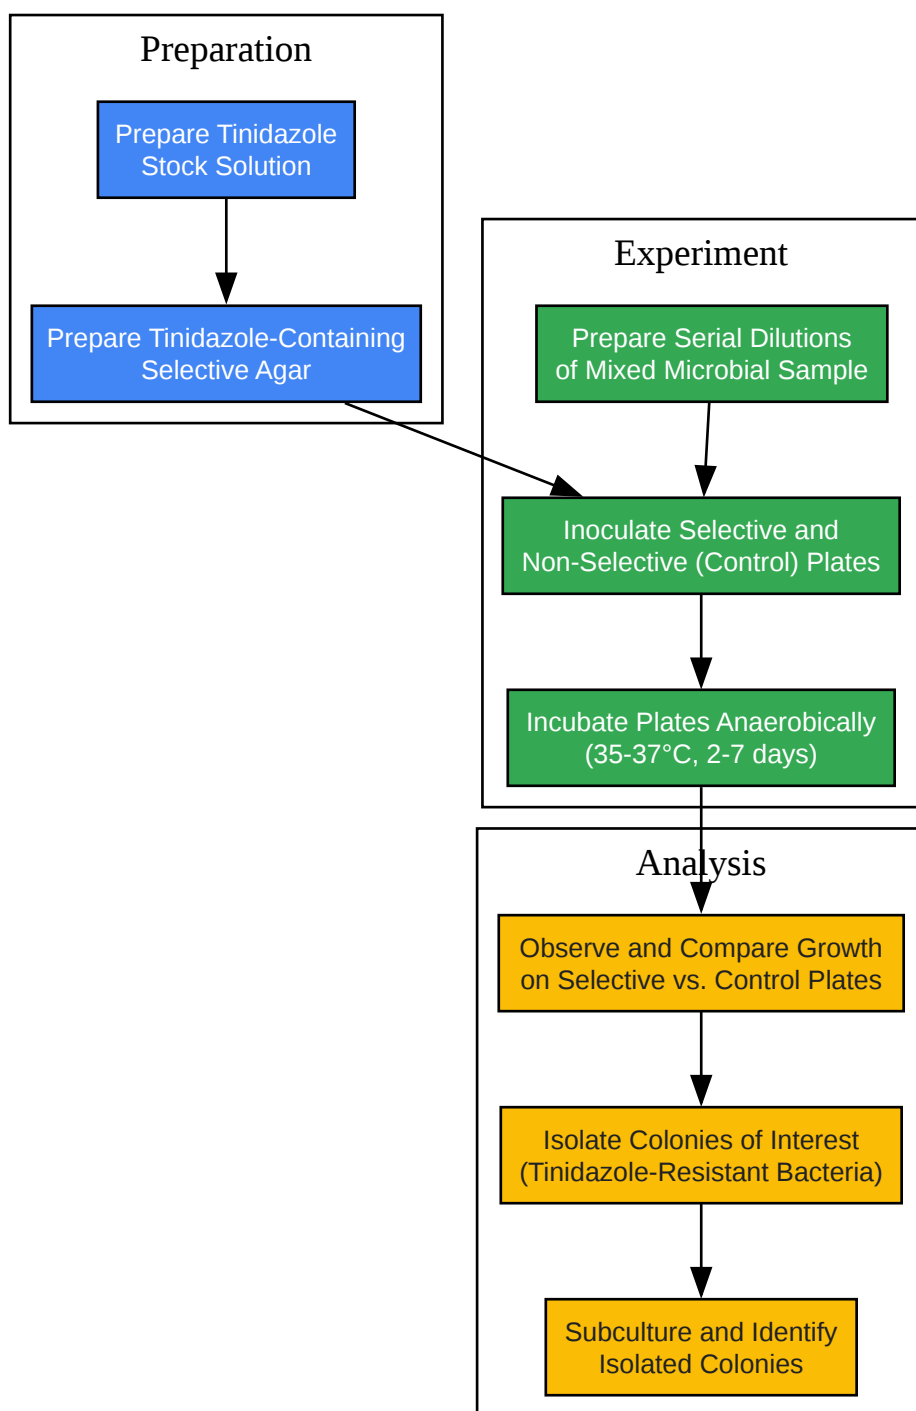 Preparation
Prepare Tinidazole
Stock Solution
Prepare Tinidazole-Containing
Selective Agar
Experiment
Prepare Serial Dilutions
of Mixed Microbial Sample
Inoculate Selective and
Non-Selective (Control) Plates
Incubate Plates Anaerobically
(35-37°C, 2-7 days)
Analysis
Observe and Compare Growth
on Selective vs. Control Plates
Isolate Colonies of Interest
(Tinidazole-Resistant Bacteria)
Subculture and Identify
Isolated Colonies